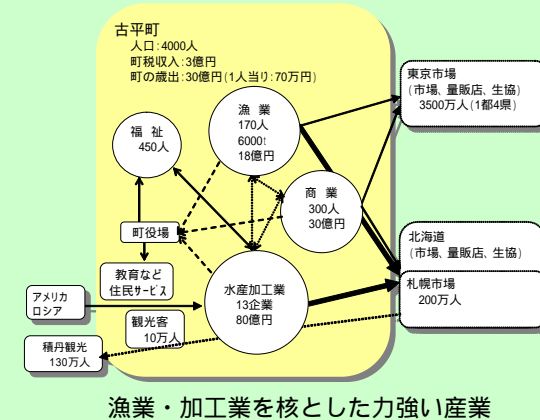 古平町
人口：4000人
町税収入：3億円
町の歳出：30億円（1人当り：70万円）
漁 業
170人
6000t
18億円
福 祉
450人
商 業
300人
30億円
町役場
教育など
住民サービス
水産加工業
13企業
80億円
アメリカ
ロシア
観光客
10万人
積丹観光
130万人
東京市場
（市場、量販店、生協）
3500万人（1都4県）
北海道
（市場、量販店、生協）
札幌市場
200万人
漁業・加工業を核とした力強い産業